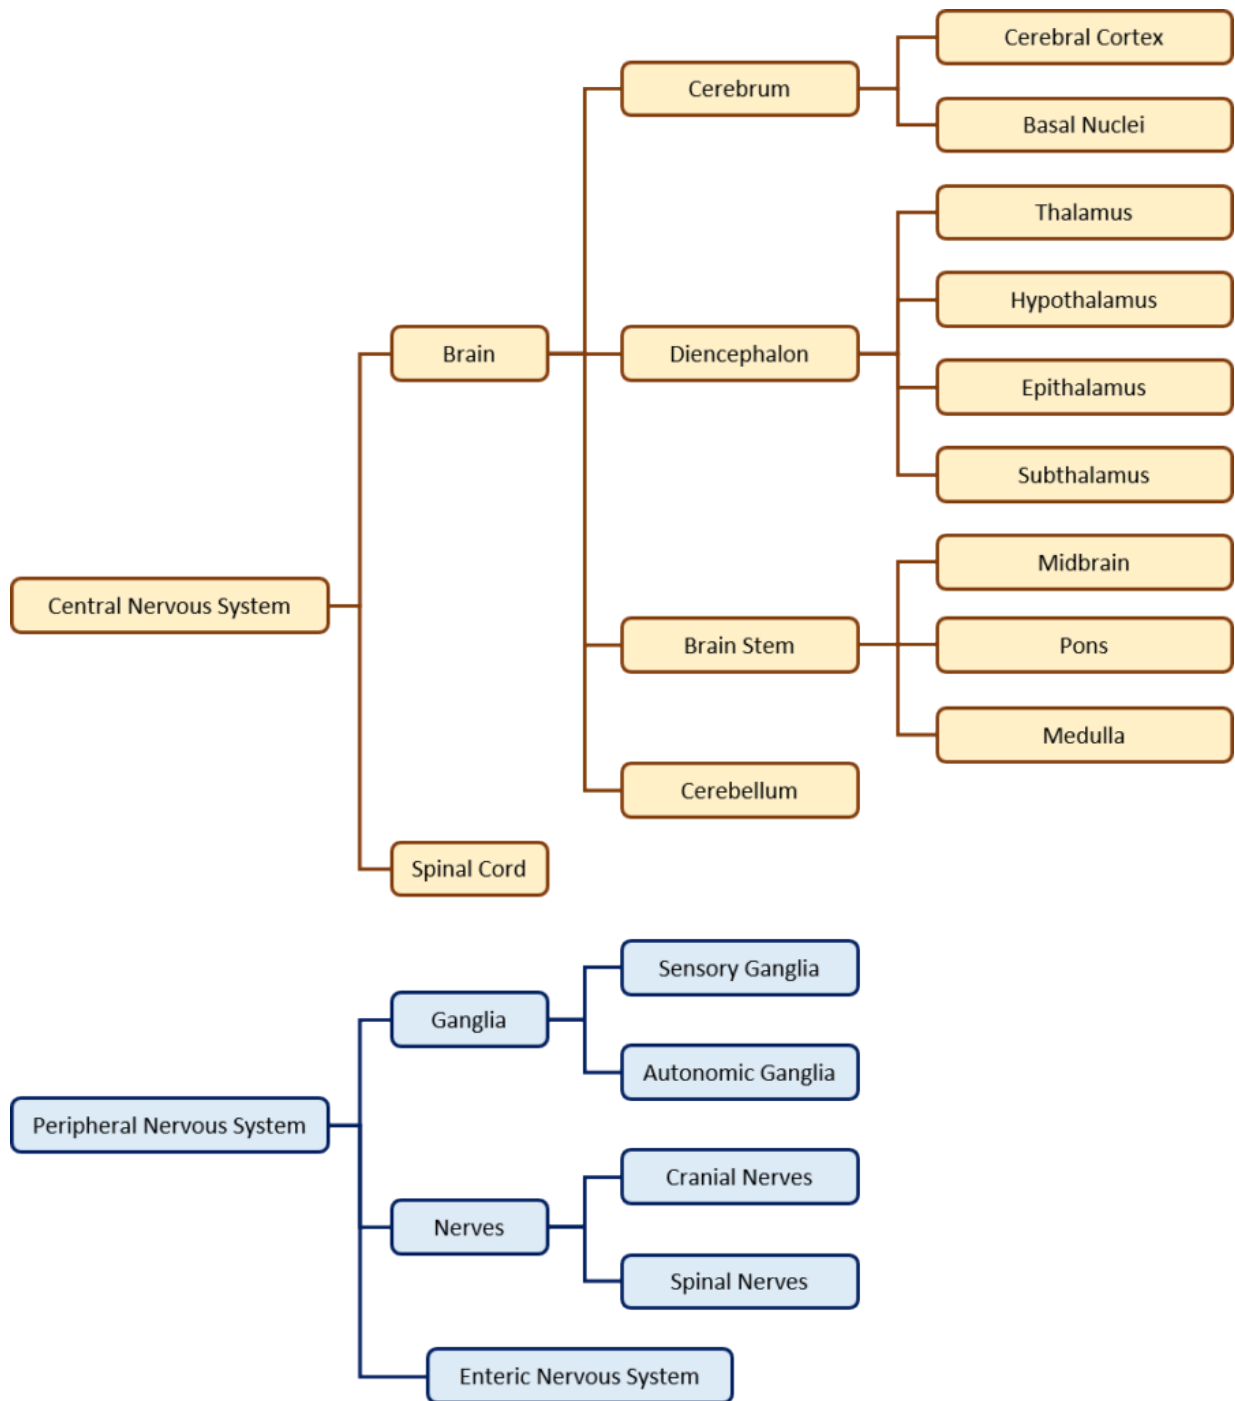 Cerebral Cortex
Cerebrum
Basal Nuclei
Thalamus
Hypothalamus
Brain
Diencephalon
Epithalamus
Subthalamus
Midbrain
Central Nervous System
Brain Stem
Pons
Medulla
Cerebellum
Spinal Cord
Sensory Ganglia
Ganglia
Autonomic Ganglia
Peripheral Nervous System
Cranial Nerves
Nerves
Spinal Nerves
Enteric Nervous System